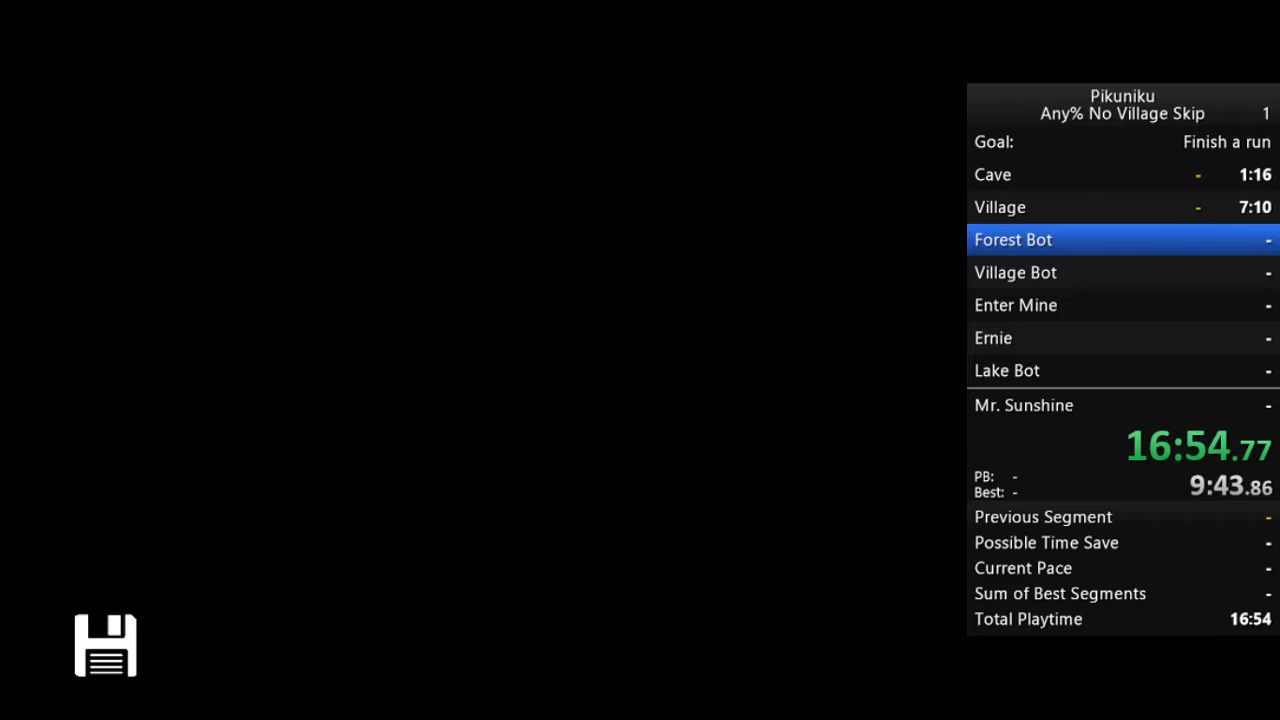 Pikuniku
Any% No Village Skip 1
Goal: Finish a run
Cave - 1:16
Village - 7:10
Forest Bot -
Village Bot -
Enter Mine -
Ernie -
Lake Bot -
Mr. Sunshine -
16:54.77
PB: -
Best: - 9:43.86
Previous Segment -
Possible Time Save -
Current Pace -
Sum of Best Segments -
Total Playtime 16:54